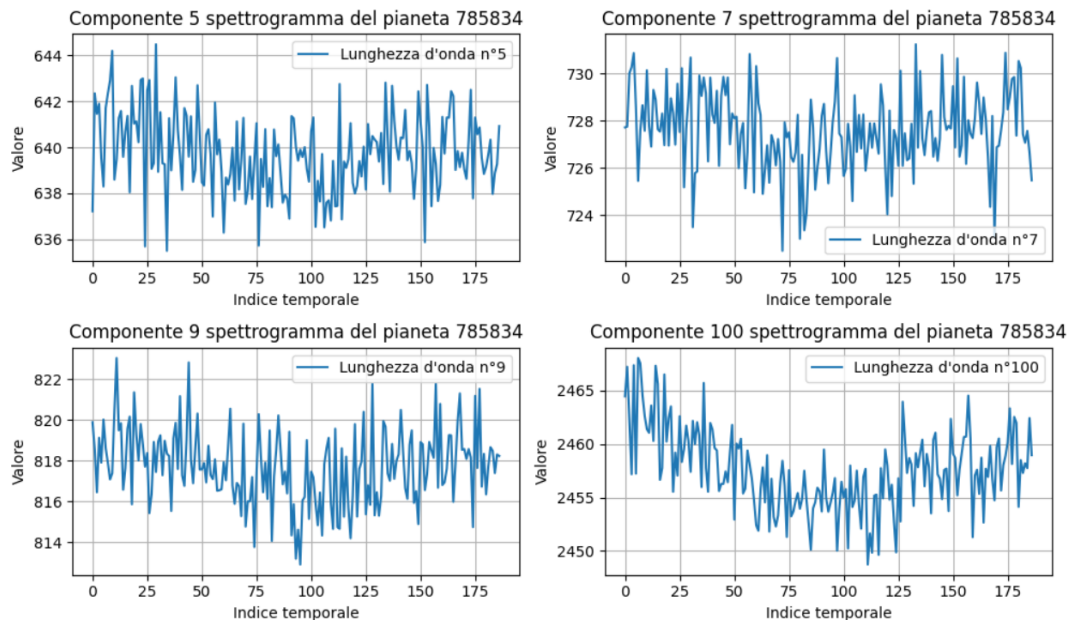 Componente 5 spettrogramma del pianeta 785834
Lunghezza d'onda n°5
Valore
644
642
640
638
636
0 25 50 75 100 125 150 175
Indice temporale
Componente 7 spettrogramma del pianeta 785834
Lunghezza d'onda n°7
Valore
730
728
726
724
0 25 50 75 100 125 150 175
Indice temporale
Componente 9 spettrogramma del pianeta 785834
Lunghezza d'onda n°9
Valore
822
820
818
816
814
0 25 50 75 100 125 150 175
Indice temporale
Componente 100 spettrogramma del pianeta 785834
Lunghezza d'onda n°100
Valore
2465
2460
2455
2450
0 25 50 75 100 125 150 175
Indice temporale